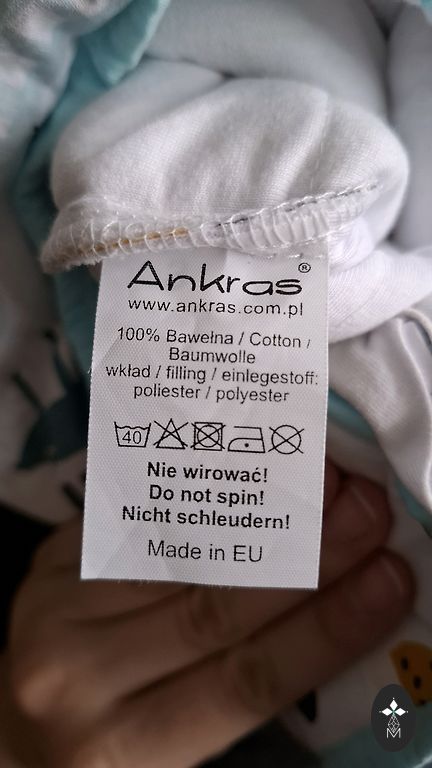 Ankras®
www.ankras.com.pl
100% Bawełna / Cotton /
Baumwolle
wkład / filling / einlegestoff:
poliester / polyester
40
Nie wirować!
Do not spin!
Nicht schleudern!
Made in EU
M